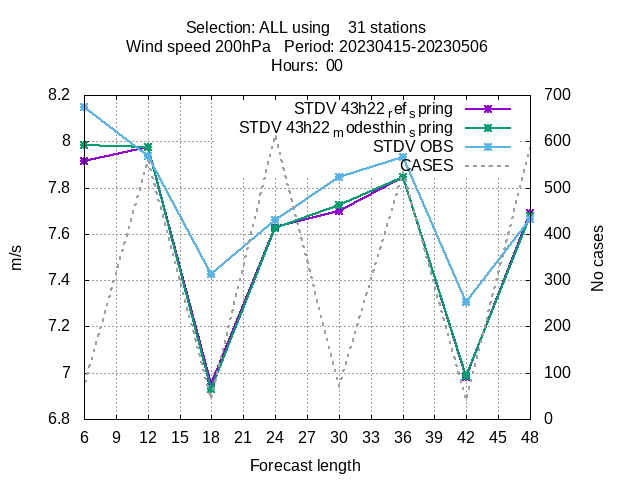 Selection: ALL using    31 stations
Wind speed 200hPa   Period: 20230415-20230506
Hours:  00
STDV 43h22 refs pring
STDV 43h22 modesthin spring
STDV OBS
CASES
8.2
8
7.8
7.6
7.4
7.2
7
6.8
700
600
500
400
300
200
100
0
m/s
No cases
6 9 12 15 18 21 24 27 30 33 36 39 42 45 48
Forecast length